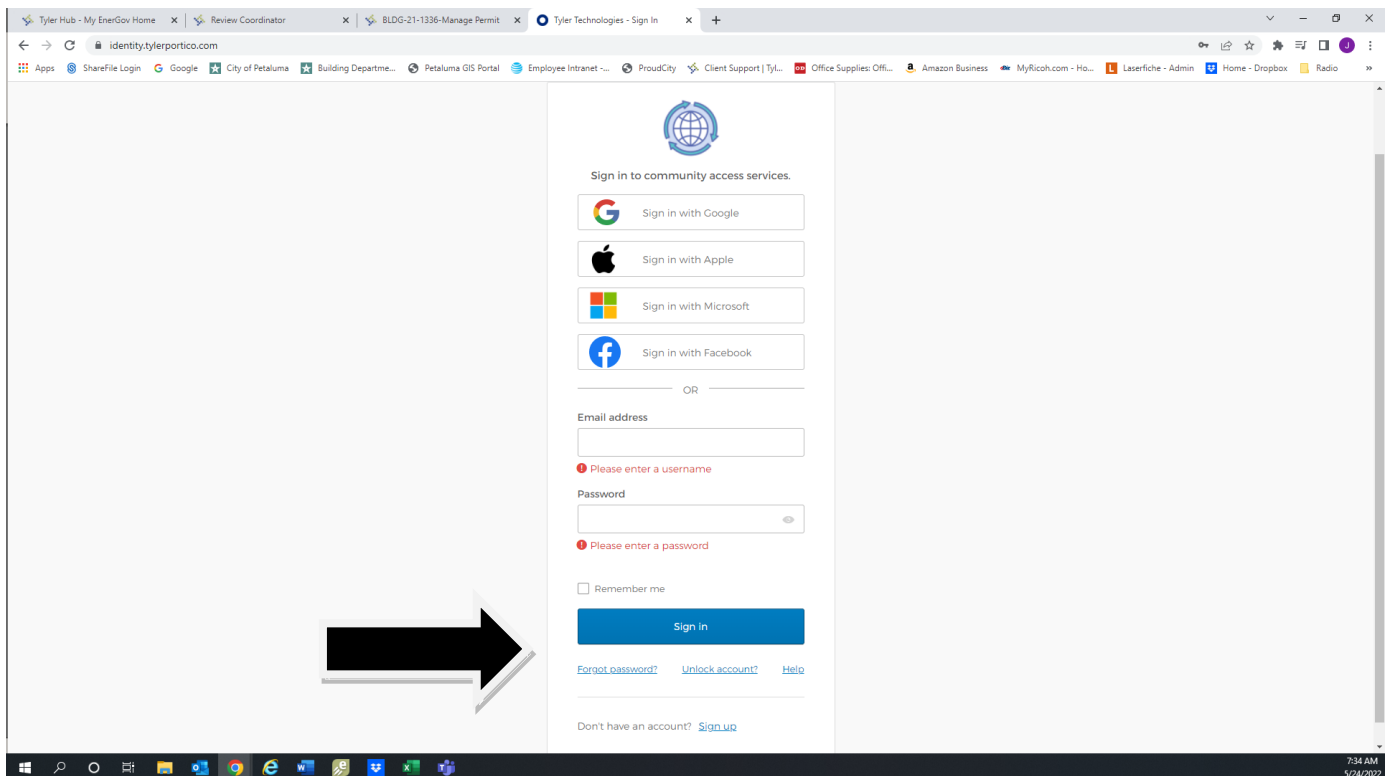 Tyler Hub - My EnerGov Home
Review Coordinator
BLDG-21-1336-Manage Permit
Tyler Technologies - Sign In
identity.tylerportico.com
J
Apps ShareFile Login Google City of Petaluma Building Departme... Petaluma GIS Portal Employee Intranet -... ProudCity Client Support | Tyl... Office Supplies: Offi... Amazon Business MyRicoh.com - Ho... Laserfiche - Admin Home - Dropbox Radio »
Sign in to community access services.
Sign in with Google
Sign in with Apple
Sign in with Microsoft
Sign in with Facebook
OR
Email address
Please enter a username
Password
Please enter a password
Remember me
Sign in
Forgot password? Unlock account? Help
Don't have an account? Sign up
7:34 AM
5/24/2022